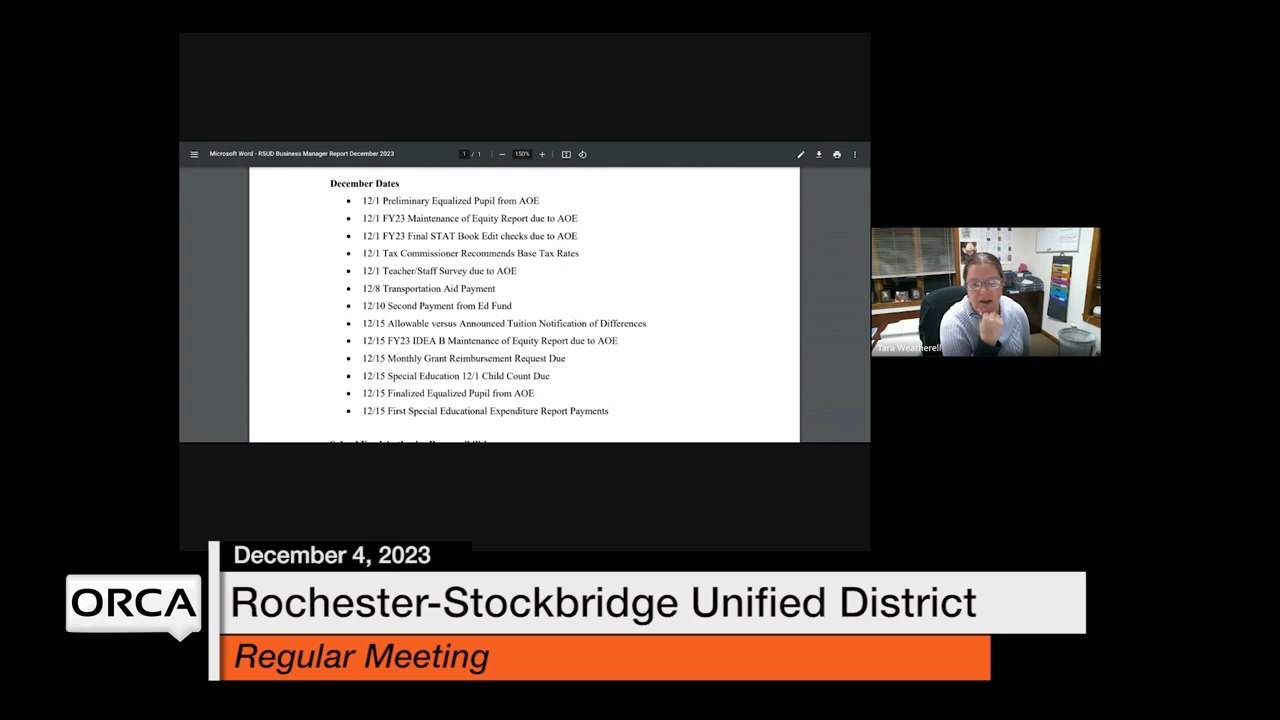 Microsoft Word - RSUD Business Manager Report December 2023
1 / 1
150%
December Dates
• 12/1 Preliminary Equalized Pupil from AOE
• 12/1 FY23 Maintenance of Equity Report due to AOE
• 12/1 FY23 Final STAT Book Edit checks due to AOE
• 12/1 Tax Commissioner Recommends Base Tax Rates
• 12/1 Teacher/Staff Survey due to AOE
• 12/8 Transportation Aid Payment
• 12/10 Second Payment from Ed Fund
• 12/15 Allowable versus Announced Tuition Notification of Differences
• 12/15 FY23 IDEA B Maintenance of Equity Report due to AOE
• 12/15 Monthly Grant Reimbursement Request Due
• 12/15 Special Education 12/1 Child Count Due
• 12/15 Finalized Equalized Pupil from AOE
• 12/15 First Special Educational Expenditure Report Payments
Tara Weatherell
December 4, 2023
ORCA
Rochester-Stockbridge Unified District
Regular Meeting